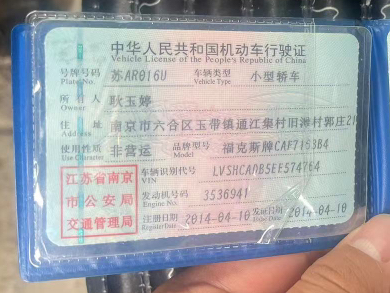 中华人民共和国机动车行驶证
Vehicle License of the People's Republic of China
号牌号码 苏AR016U 车辆类型 小型轿车
Plate No. Vehicle Type
所有人 耿玉婷
Owner
住址 南京市六合区玉带镇通江集村旧滩村郭庄21
Address
使用性质 非营运 品牌型号 福克斯牌CAF7163B4
Use Character Model
江苏省南京
市公安局
交通管理局
车辆识别代号 LVSHCADB5EE574764
VIN
发动机号码 3536941
Engine No.
注册日期 2014-04-10 发证日期 2014-04-10
Register Date Issue Date